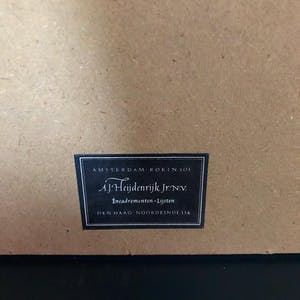 AMSTERDAM ROKIN 101
A.J. Heijdenrijk Jr. N.V.
Encadrementen-Lijsten
DEN HAAG NOORDEINDE 134